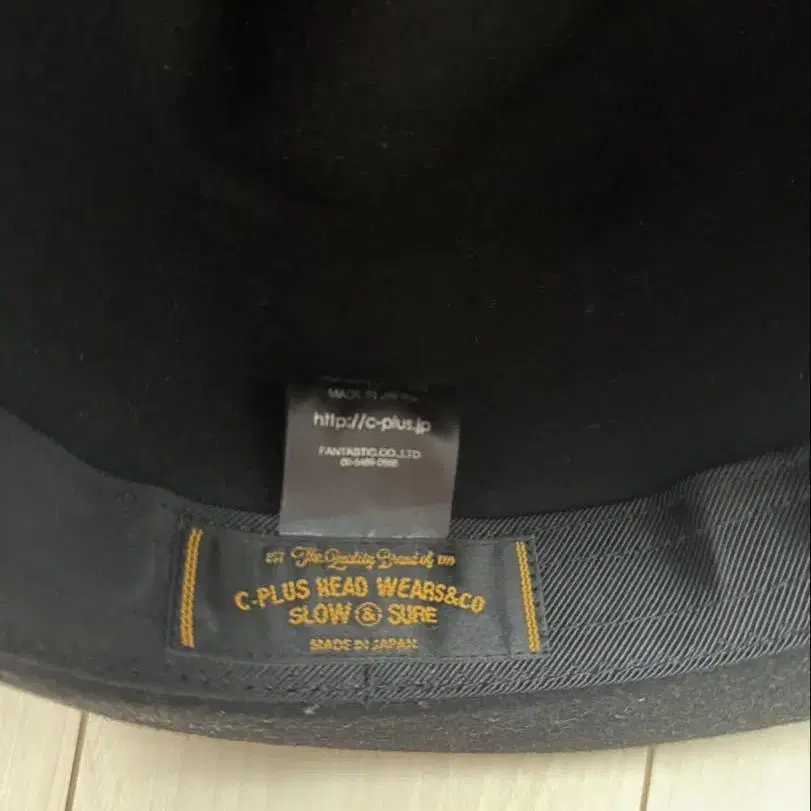 MADE IN JAPAN
http://c-plus.jp
FANTASTIC.CO.,LTD
EST The Quality Brand of
C-PLUS HEAD WEARS&CO
SLOW & SURE
MADE IN JAPAN